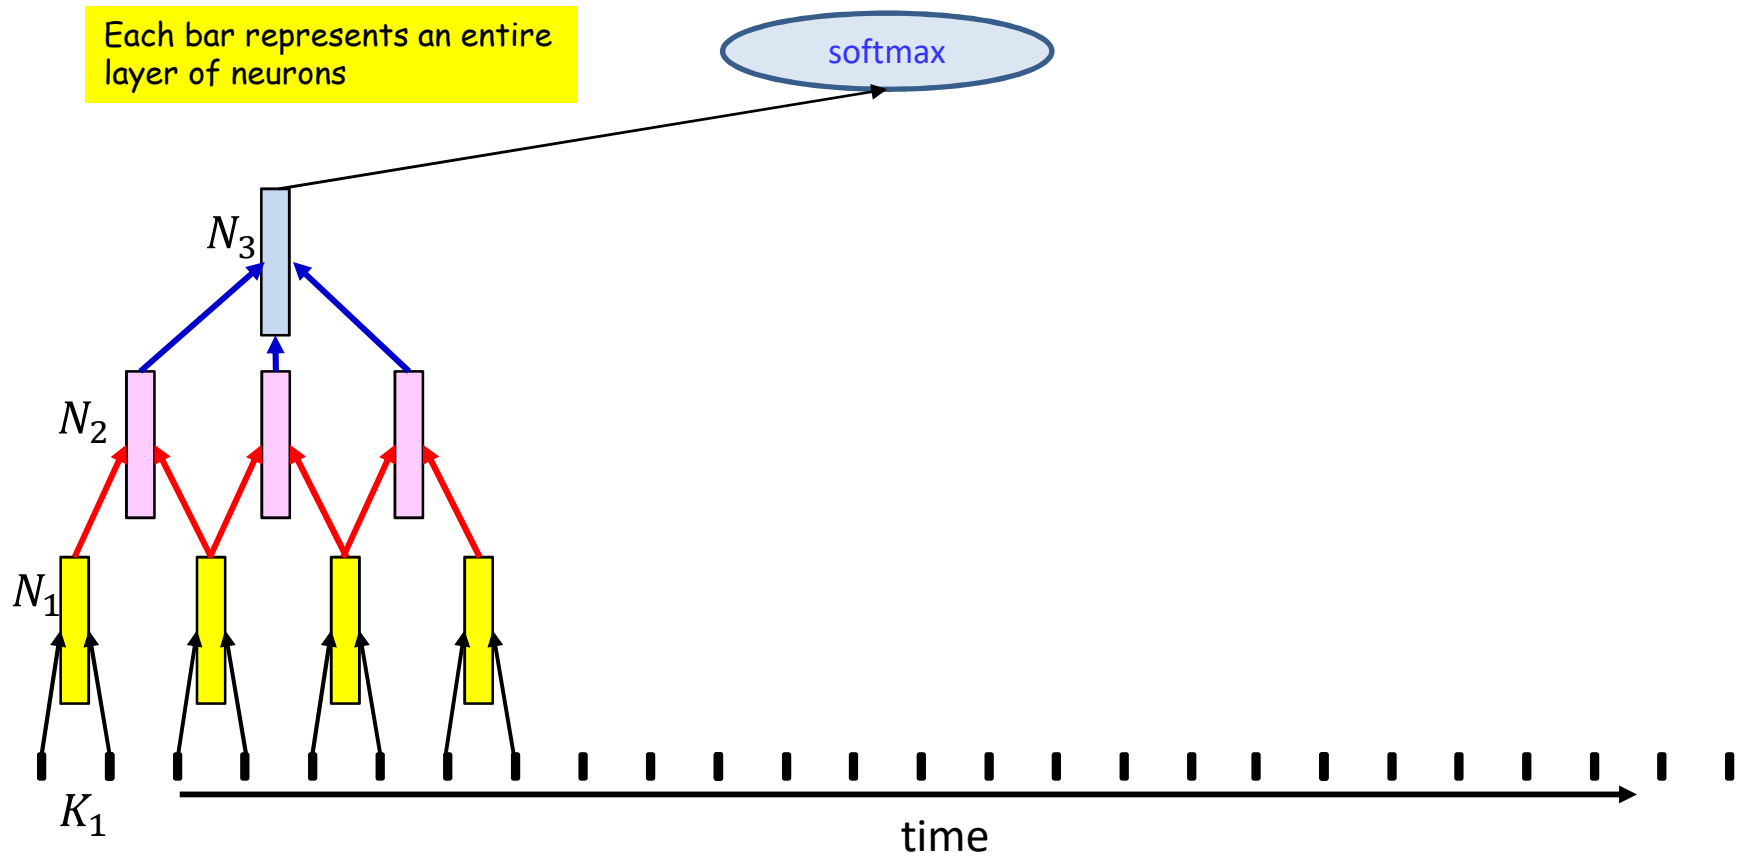 Each bar represents an entire
layer of neurons
softmax
N₃
N₂
N₁
K₁
time